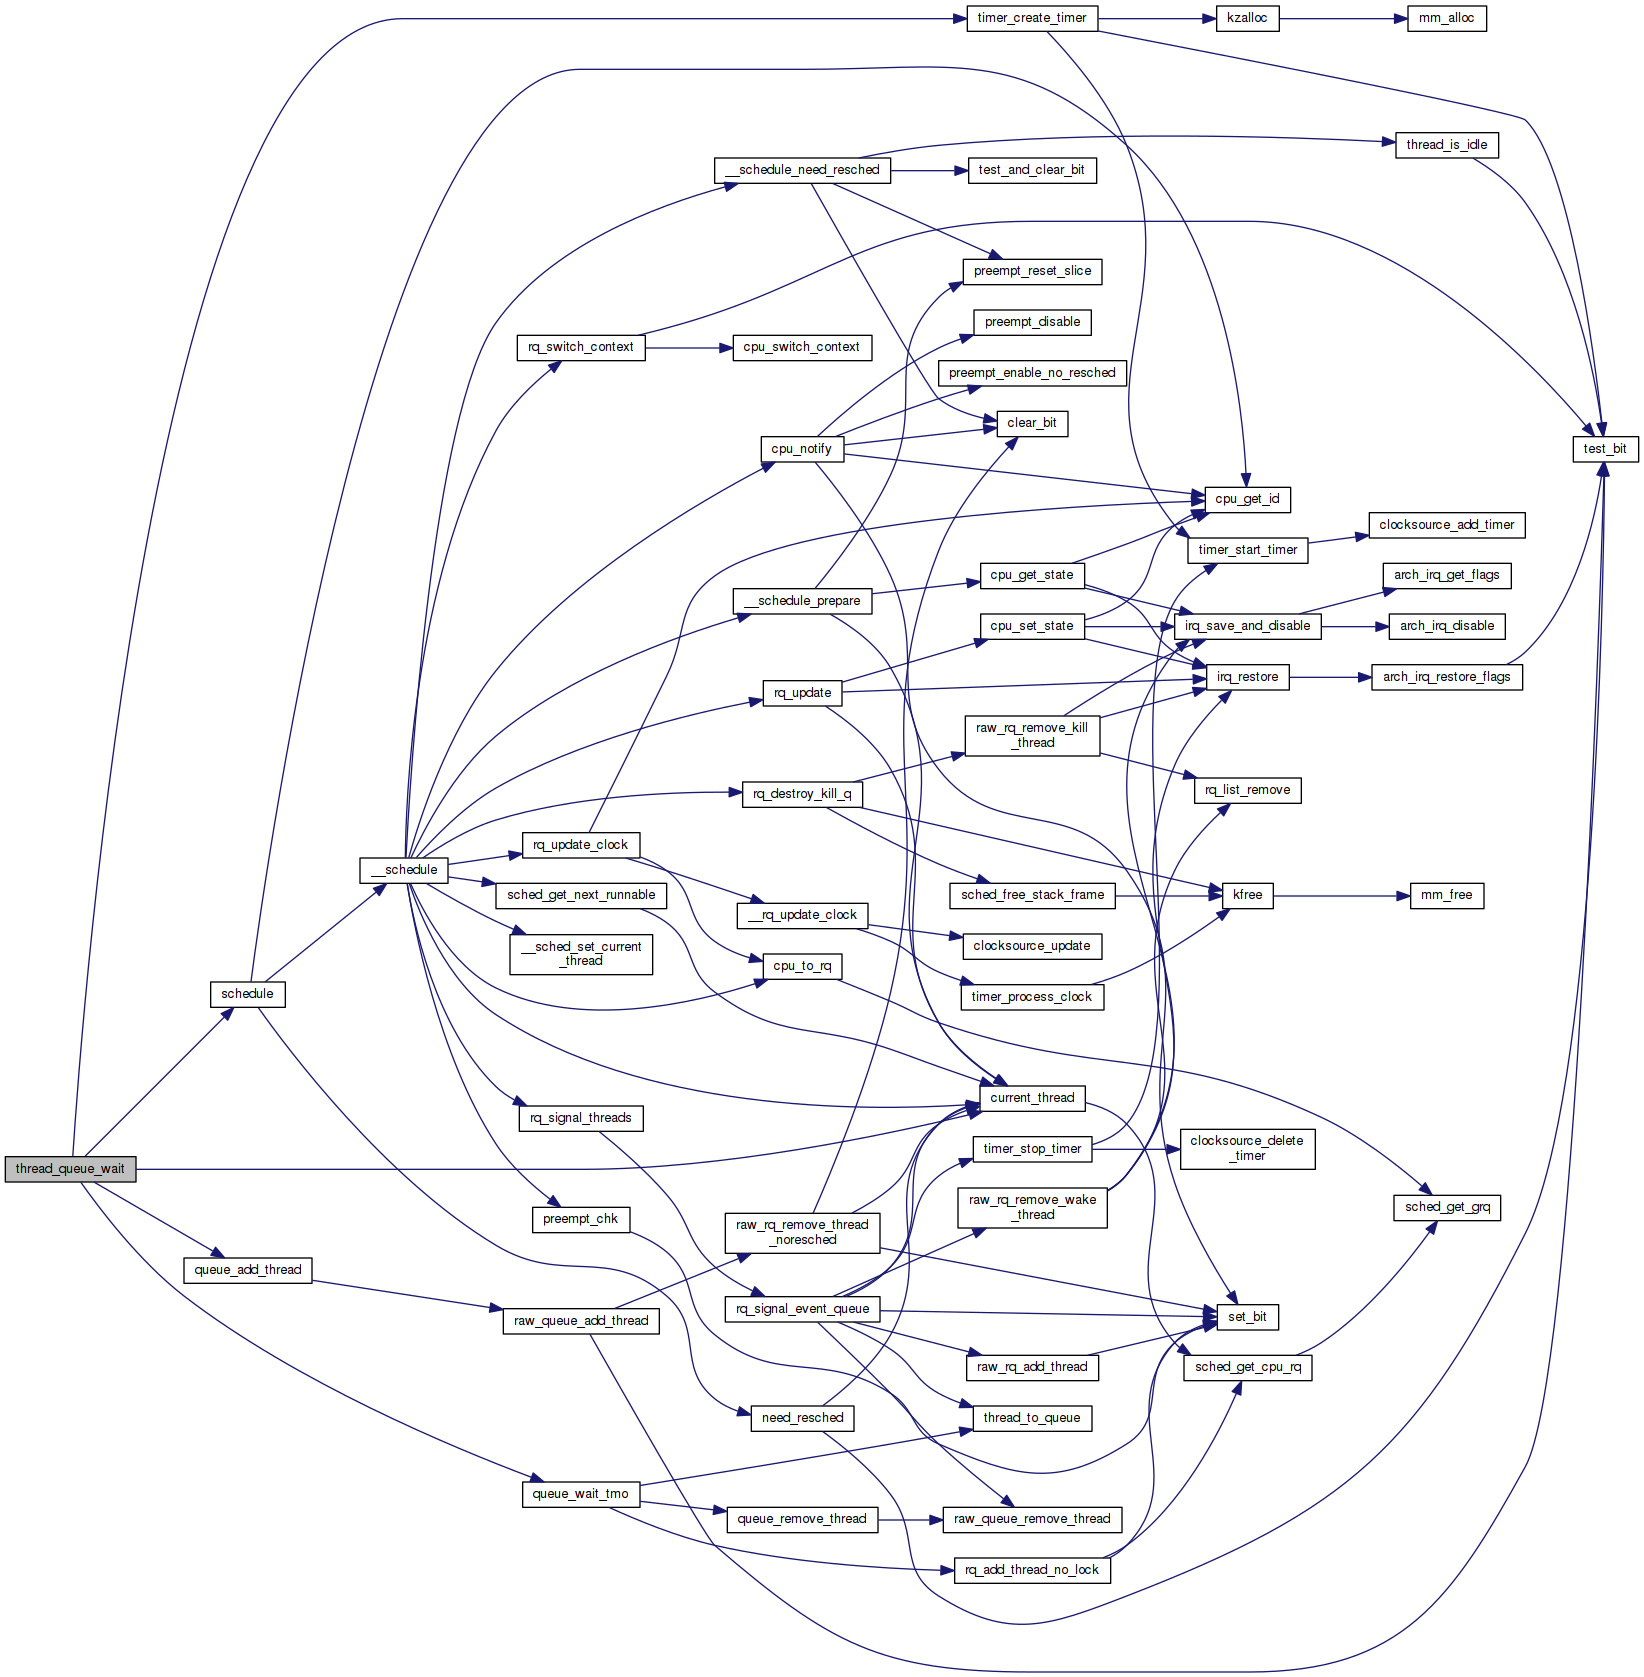 timer_create_timer
kzalloc
mm_alloc
thread_is_idle
__schedule_need_resched
test_and_clear_bit
preempt_reset_slice
preempt_disable
rq_switch_context
cpu_switch_context
preempt_enable_no_resched
clear_bit
cpu_notify
test_bit
cpu_get_id
clocksource_add_timer
timer_start_timer
cpu_get_state
arch_irq_get_flags
__schedule_prepare
cpu_set_state
irq_save_and_disable
arch_irq_disable
irq_restore
arch_irq_restore_flags
rq_update
raw_rq_remove_kill
_thread
rq_list_remove
rq_destroy_kill_q
rq_update_clock
__schedule
sched_get_next_runnable
sched_free_stack_frame
kfree
mm_free
__rq_update_clock
__sched_set_current
_thread
clocksource_update
cpu_to_rq
schedule
timer_process_clock
current_thread
rq_signal_threads
timer_stop_timer
clocksource_delete
_timer
thread_queue_wait
raw_rq_remove_wake
_thread
sched_get_grq
preempt_chk
raw_rq_remove_thread
_noresched
queue_add_thread
rq_signal_event_queue
set_bit
raw_queue_add_thread
raw_rq_add_thread
sched_get_cpu_rq
need_resched
thread_to_queue
queue_wait_tmo
queue_remove_thread
raw_queue_remove_thread
rq_add_thread_no_lock